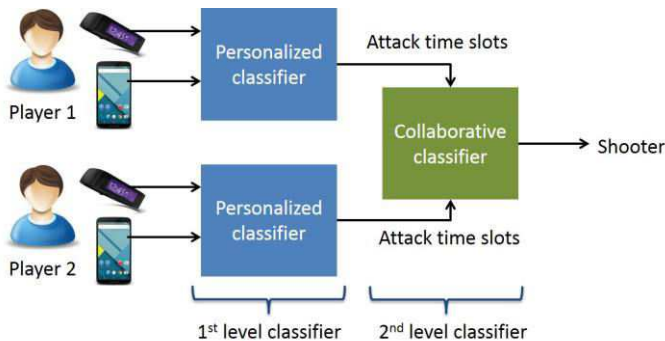 Player 1
Personalized
classifier
Attack time slots
Collaborative
classifier
Shooter
Player 2
Personalized
classifier
Attack time slots
1st level classifier
2nd level classifier